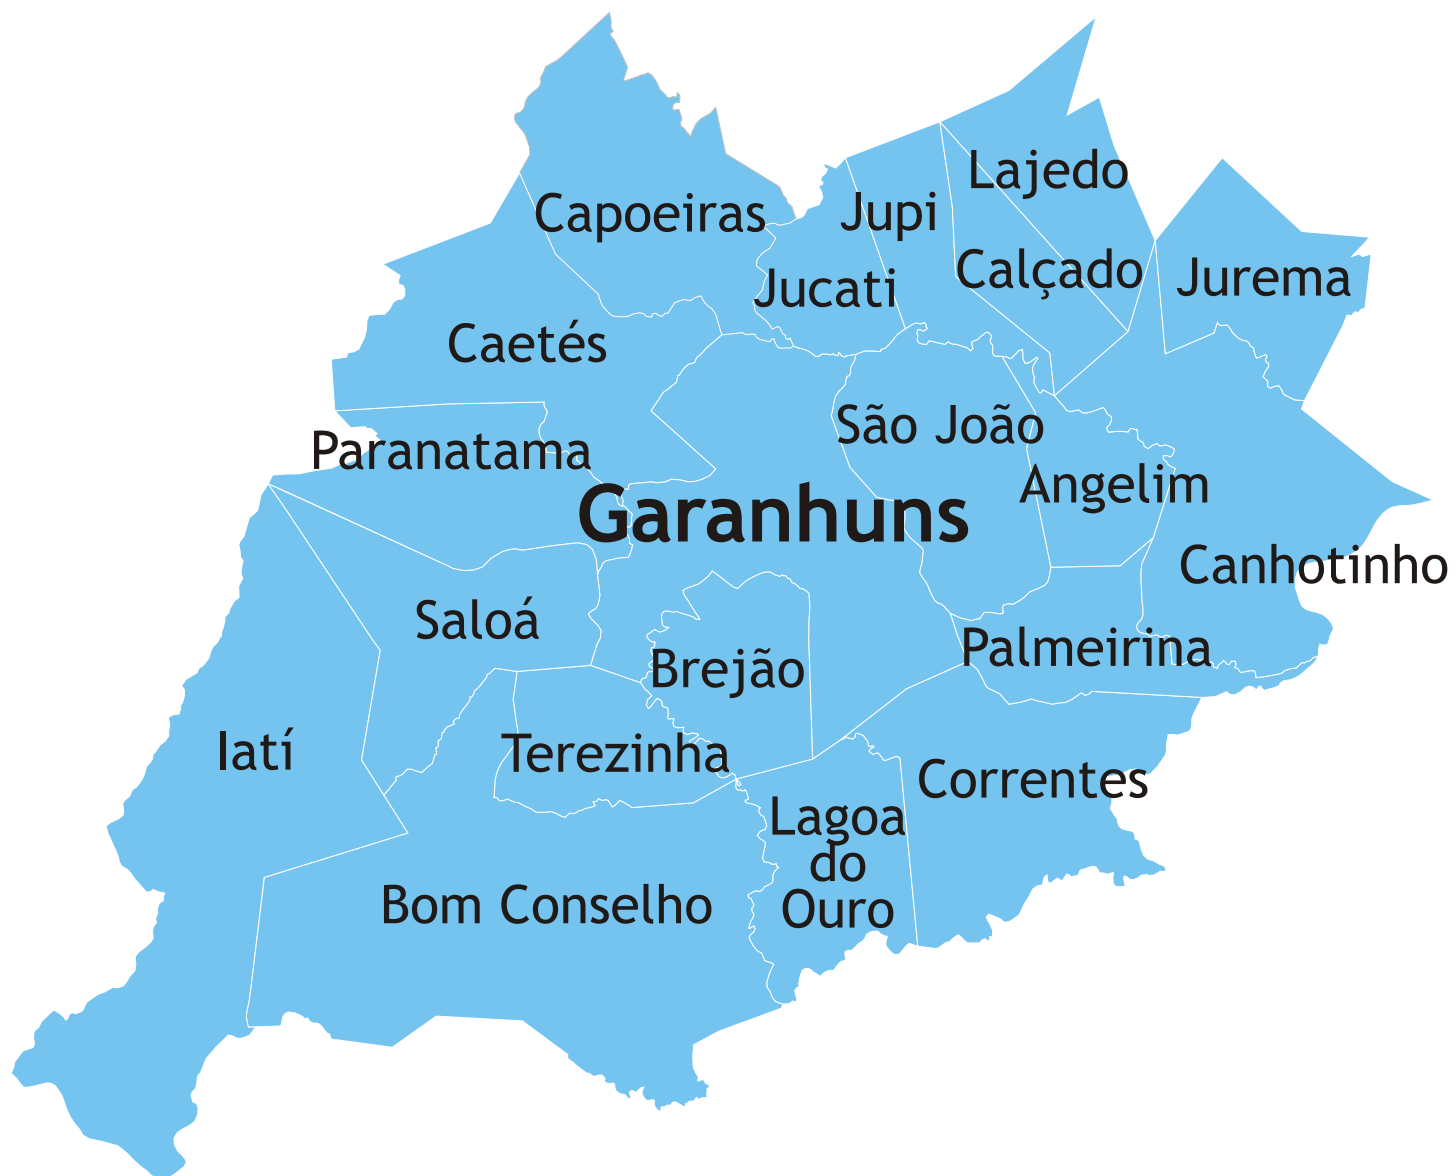 Lajedo
Capoeiras
Jupi
Calçado
Jurema
Jucati
Caetés
São João
Paranatama
Angelim
Garanhuns
Canhotinho
Saloá
Palmeirina
Brejão
Iatí
Terezinha
Correntes
Lagoa
do
Ouro
Bom Conselho